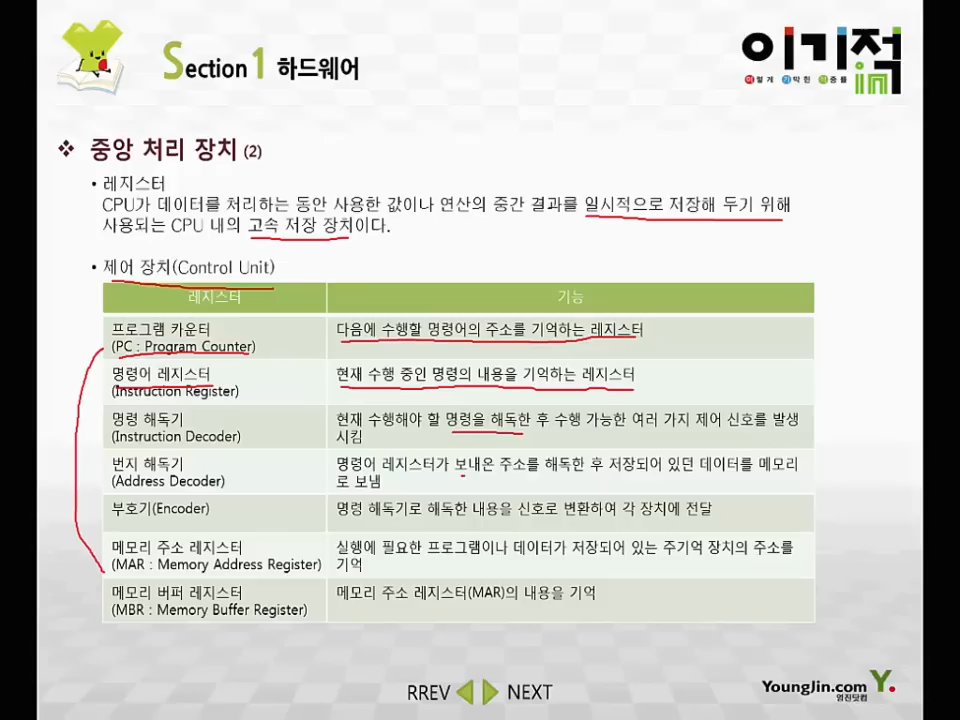 Section 1 하드웨어
이기적in
이렇게 기막힌 적중률
❖ 중앙 처리 장치 (2)
• 레지스터
CPU가 데이터를 처리하는 동안 사용한 값이나 연산의 중간 결과를 일시적으로 저장해 두기 위해
사용되는 CPU 내의 고속 저장 장치이다.
• 제어 장치(Control Unit)
레지스터 기능
프로그램 카운터
(PC : Program Counter)
다음에 수행할 명령어의 주소를 기억하는 레지스터
명령어 레지스터
(Instruction Register)
현재 수행 중인 명령의 내용을 기억하는 레지스터
명령 해독기
(Instruction Decoder)
현재 수행해야 할 명령을 해독한 후 수행 가능한 여러 가지 제어 신호를 발생
시킴
번지 해독기
(Address Decoder)
명령어 레지스터가 보내온 주소를 해독한 후 저장되어 있던 데이터를 메모리
로 보냄
부호기(Encoder)
명령 해독기로 해독한 내용을 신호로 변환하여 각 장치에 전달
메모리 주소 레지스터
(MAR : Memory Address Register)
실행에 필요한 프로그램이나 데이터가 저장되어 있는 주기억 장치의 주소를
기억
메모리 버퍼 레지스터
(MBR : Memory Buffer Register)
메모리 주소 레지스터(MAR)의 내용을 기억
RREV NEXT
YoungJin.com Y.
영진닷컴